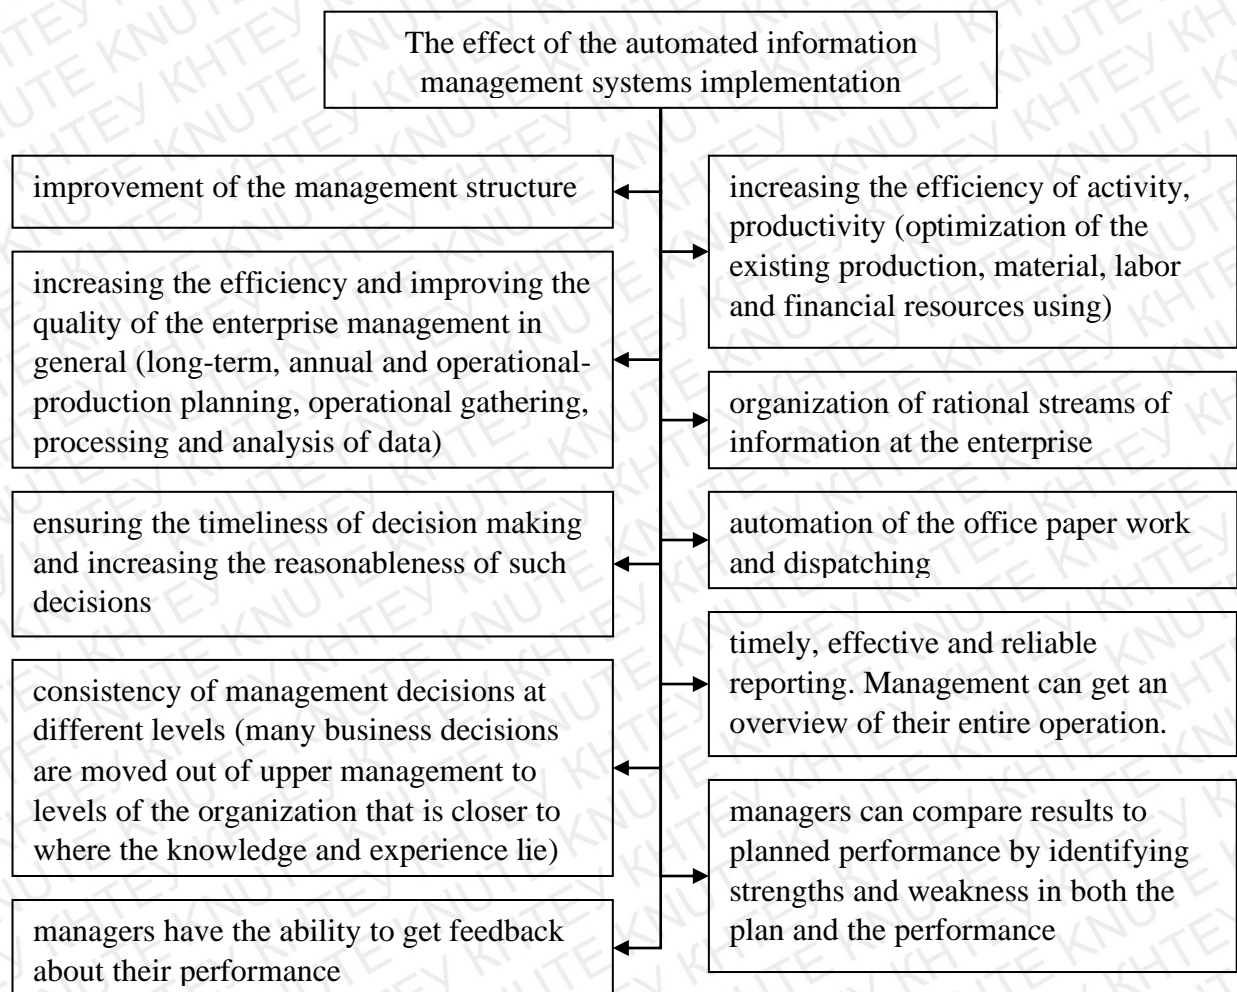 The effect of the automated information
management systems implementation
improvement of the management structure
increasing the efficiency and improving the
quality of the enterprise management in
general (long-term, annual and operational-
production planning, operational gathering,
processing and analysis of data)
ensuring the timeliness of decision making
and increasing the reasonableness of such
decisions
consistency of management decisions at
different levels (many business decisions
are moved out of upper management to
levels of the organization that is closer to
where the knowledge and experience lie)
managers have the ability to get feedback
about their performance
increasing the efficiency of activity,
productivity (optimization of the
existing production, material, labor
and financial resources using)
organization of rational streams of
information at the enterprise
automation of the office paper work
and dispatching
timely, effective and reliable
reporting. Management can get an
overview of their entire operation.
managers can compare results to
planned performance by identifying
strengths and weakness in both the
plan and the performance
KNUTE КНТЕУ